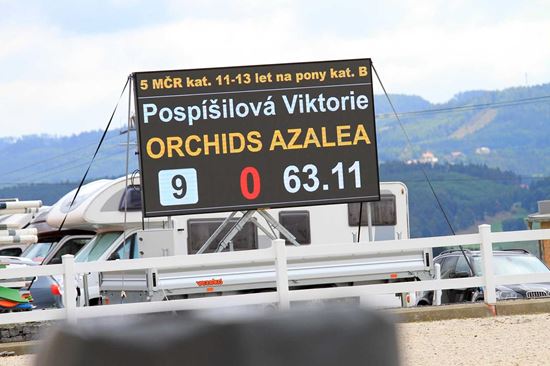 5 MČR kat. 11-13 let na pony kat. B
Pospíšilová Viktorie
ORCHIDS AZALEA
9 0 63.11